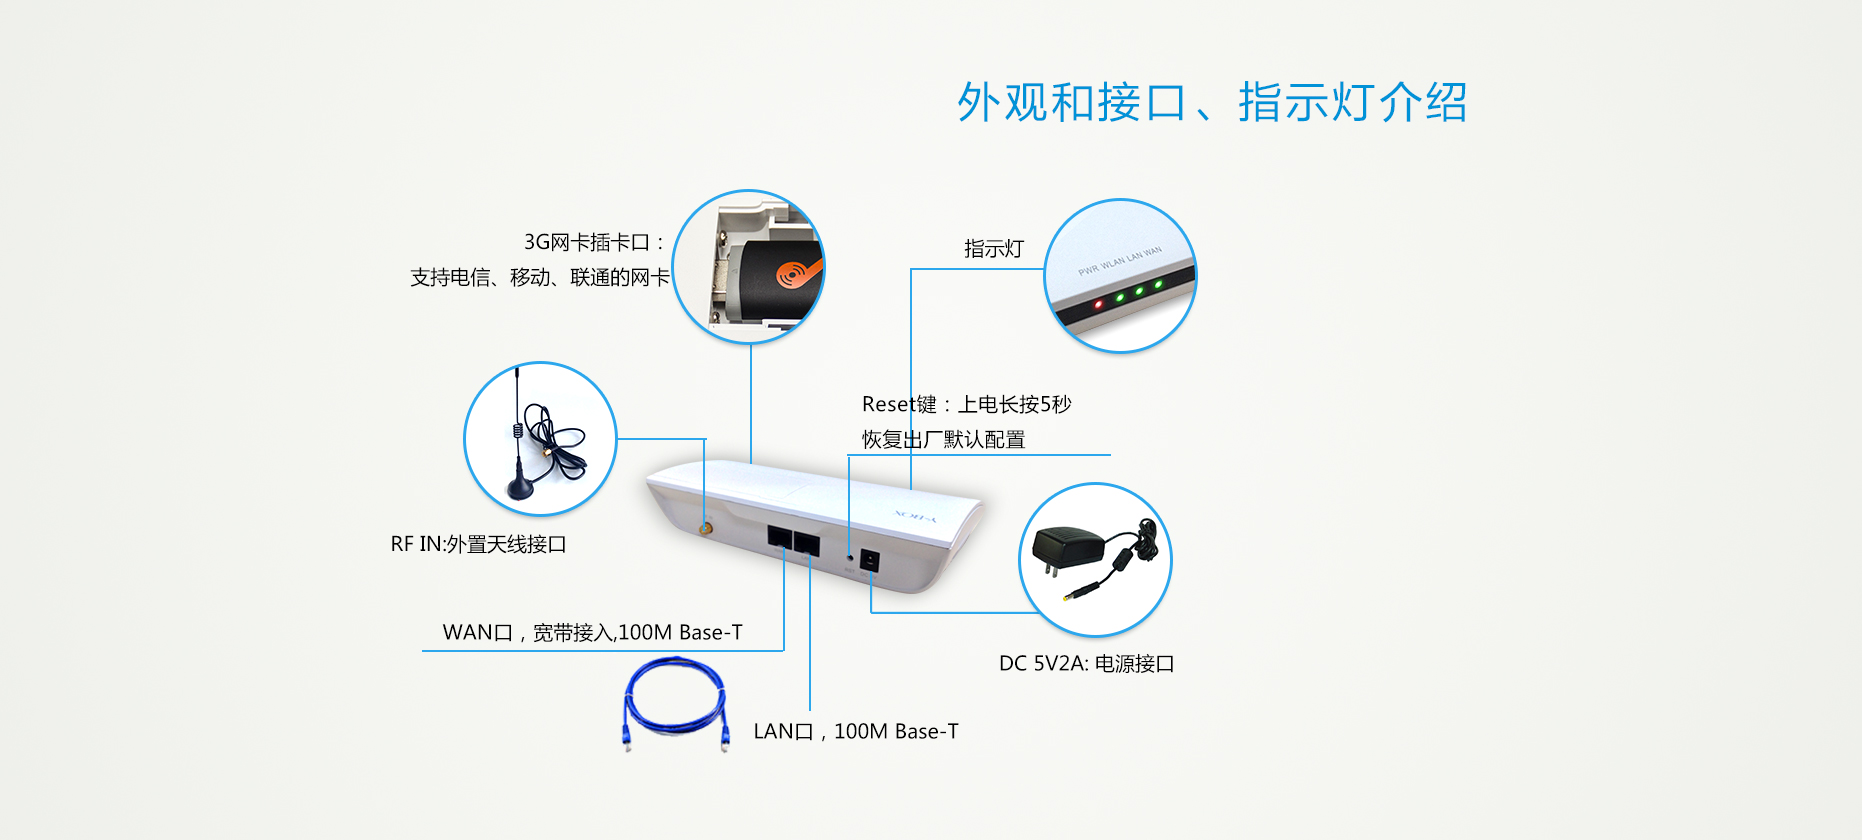 外观和接口、指示灯介绍
3G网卡插卡口：
支持电信、移动、联通的网卡
指示灯
PWR WLAN LAN WAN
Reset键：上电长按5秒
恢复出厂默认配置
Y-BOX
RF IN:外置天线接口
WAN口，宽带接入,100M Base-T
DC 5V2A: 电源接口
LAN口，100M Base-T